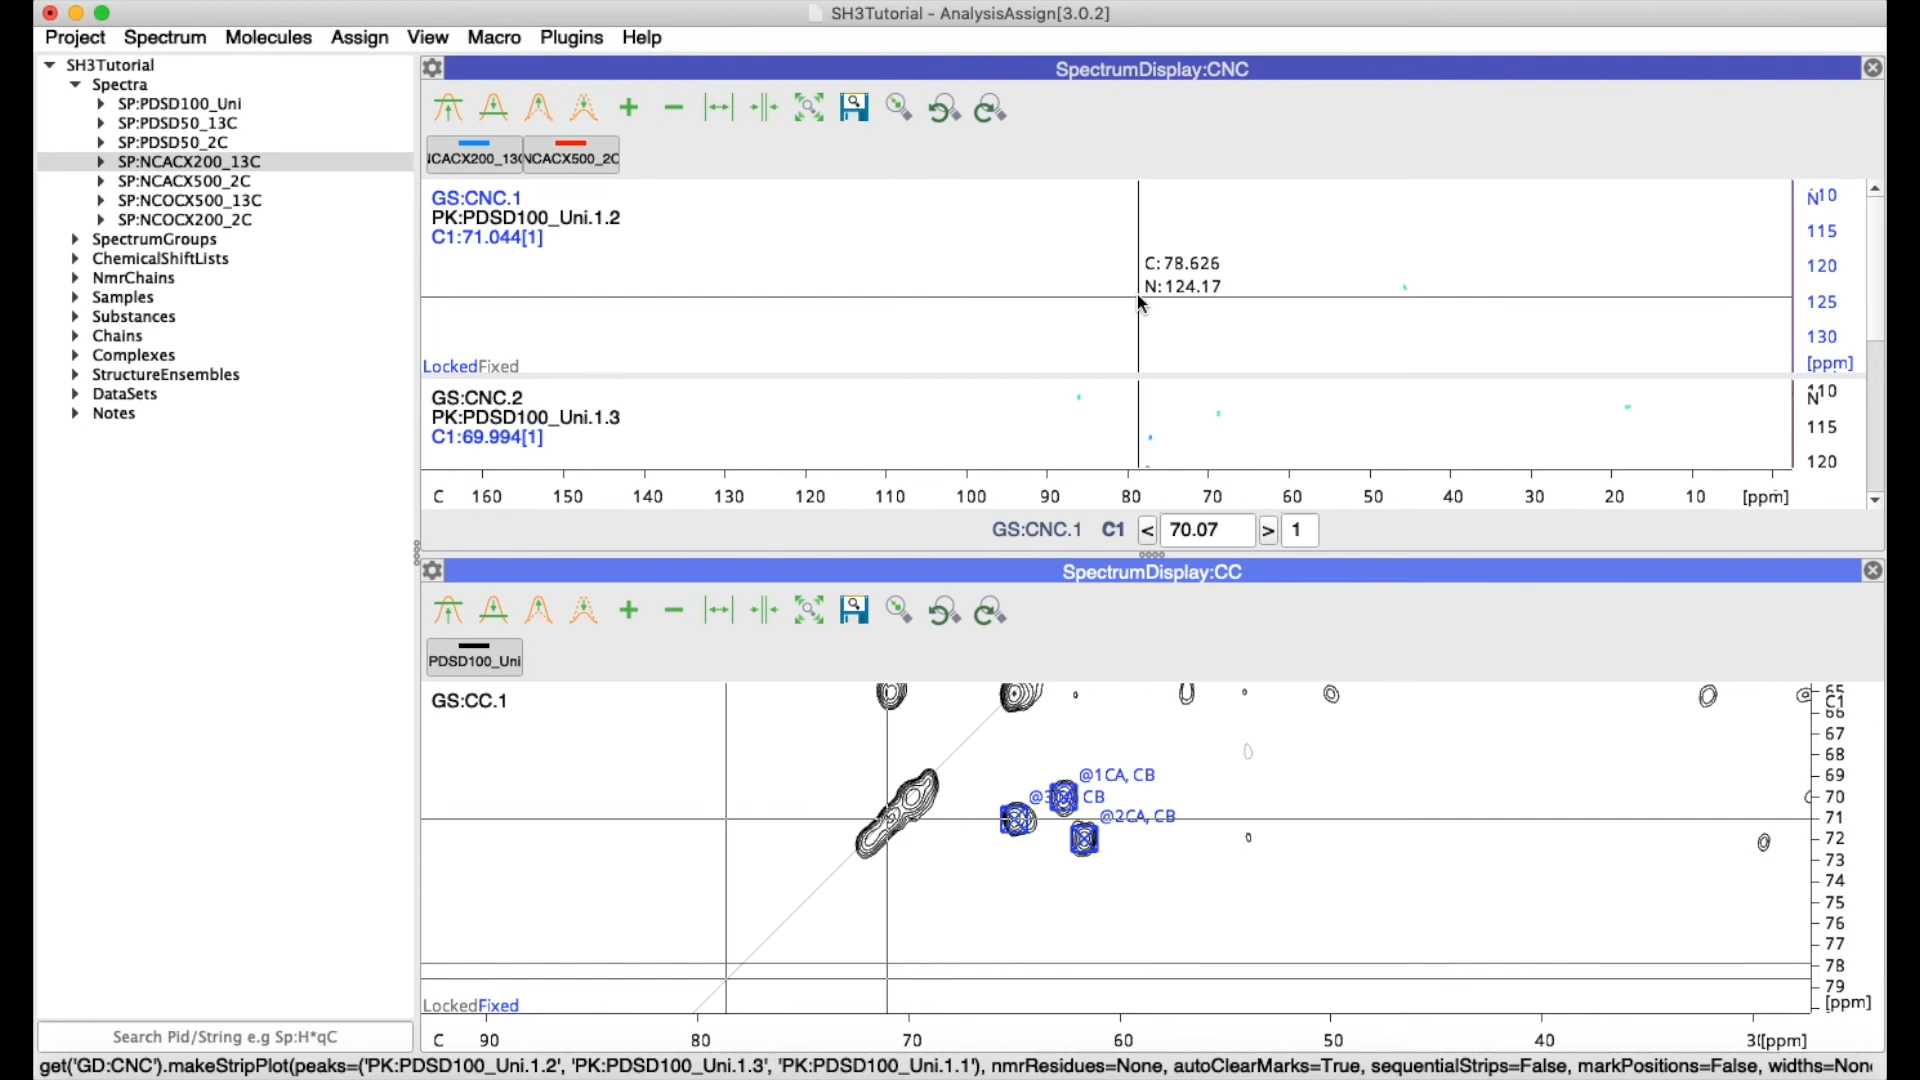 SH3Tutorial - AnalysisAssign[3.0.2]
Project Spectrum Molecules Assign View Macro Plugins Help
SH3Tutorial
Spectra
SP:PDSD100_Uni
SP:PDSD50_13C
SP:PDSD50_2C
SP:NCACX200_13C
SP:NCACX500_2C
SP:NCOCX500_13C
SP:NCOCX200_2C
SpectrumGroups
ChemicalShiftLists
NmrChains
Samples
Substances
Chains
Complexes
StructureEnsembles
DataSets
Notes
Search Pid/String e.g Sp:H*qC
SpectrumDisplay:CNC
NCACX500_2C
GS:CNC.1
PK:PDSD100_Uni.1.2
C1:71.044[1]
C: 78.626
N: 124.17
N
115
120
125
130
[ppm]
LockedFixed
GS:CNC.2
PK:PDSD100_Uni.1.3
C1:69.994[1]
N
115
120
C 160 150 140 130 120 110 100 90 80 70 60 50 40 30 20 10 [ppm]
GS:CNC.1 C1 < 70.07 > 1
SpectrumDisplay:CC
PDSD100_Uni
GS:CC.1
@1CA, CB
CB
@2CA, CB
65
C1
66
67
68
69
70
71
72
73
74
75
76
77
78
79
[ppm]
LockedFixed
C 90 80 70 60 50 40 [ppm]
get('GD:CNC').makeStripPlot(peaks=('PK:PDSD100_Uni.1.2', 'PK:PDSD100_Uni.1.3', 'PK:PDSD100_Uni.1.1'), nmrResidues=None, autoClearMarks=True, sequentialStrips=False, markPositions=False, widths=Non